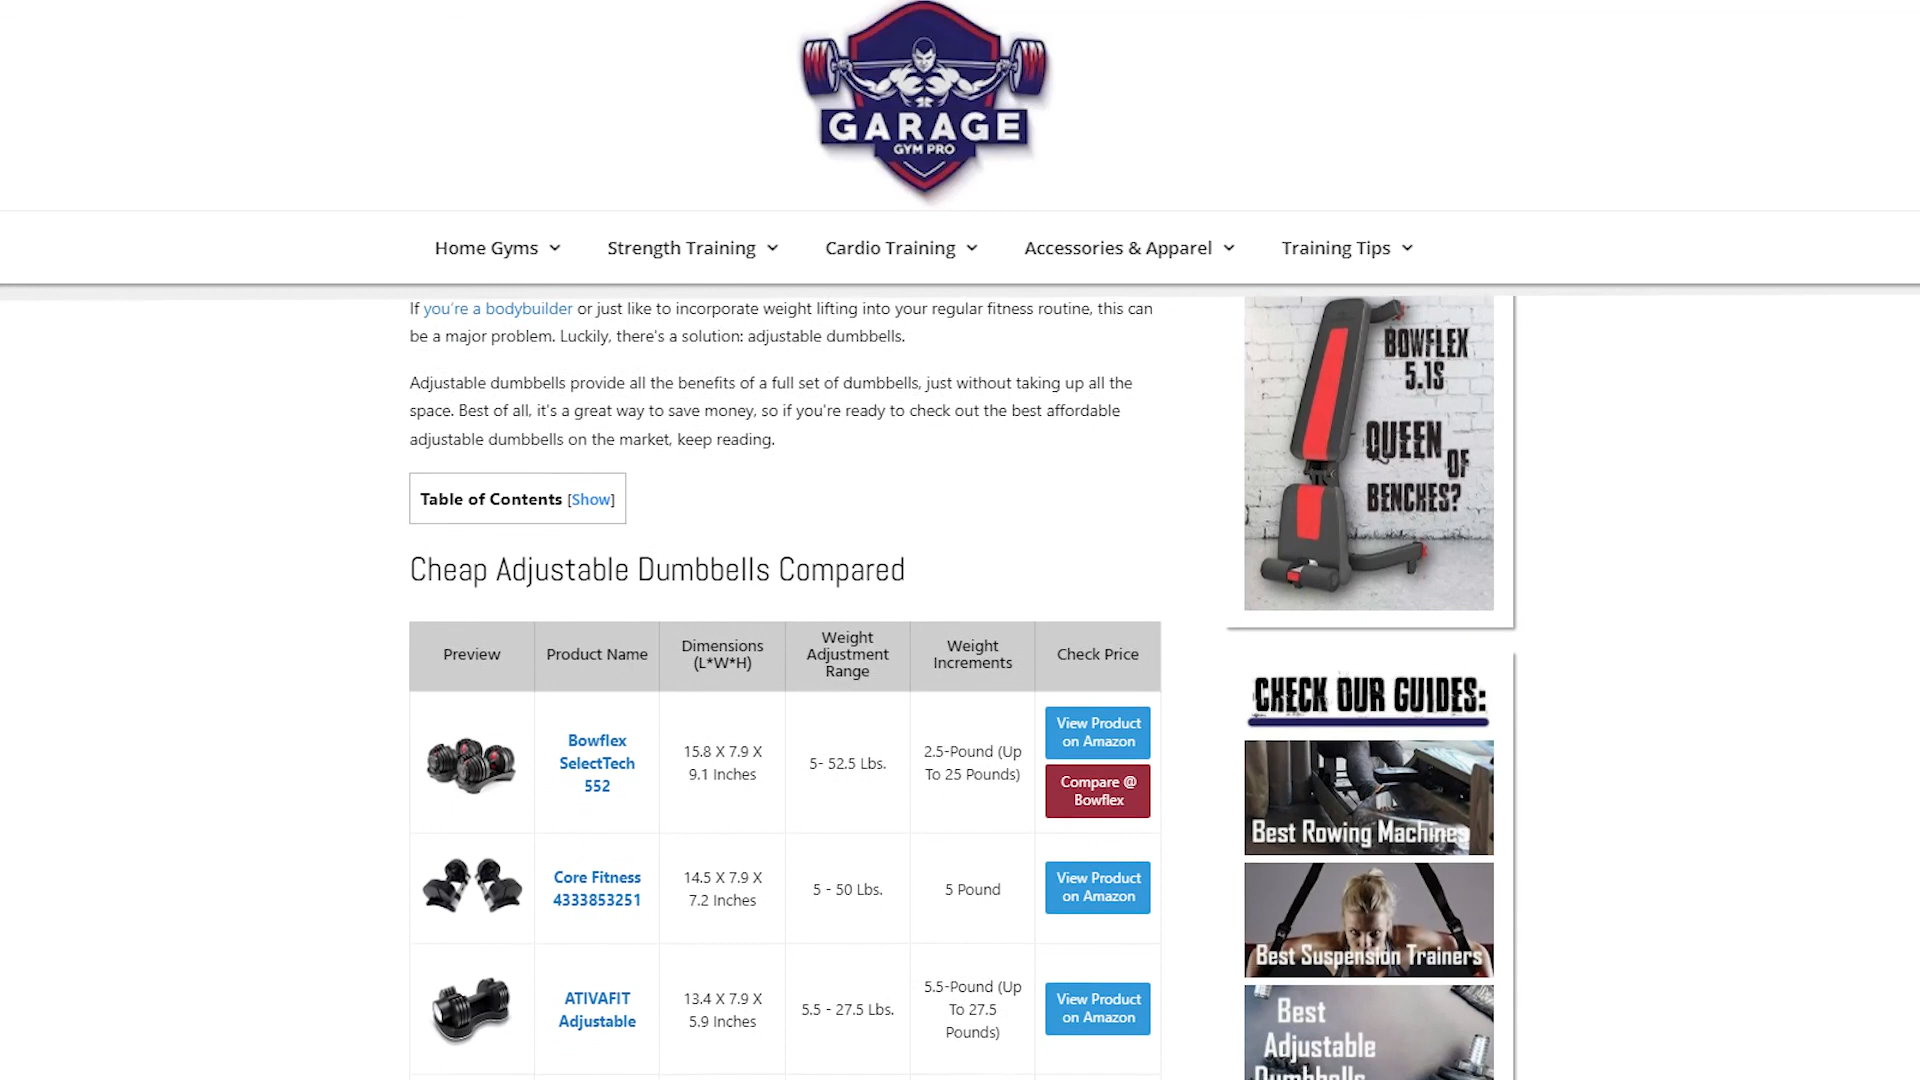 GARAGE
GYM PRO
Home Gyms
Strength Training
Cardio Training
Accessories & Apparel
Training Tips
If you're a bodybuilder or just like to incorporate weight lifting into your regular fitness routine, this can
be a major problem. Luckily, there's a solution: adjustable dumbbells.
Adjustable dumbbells provide all the benefits of a full set of dumbbells, just without taking up all the
space. Best of all, it's a great way to save money, so if you're ready to check out the best affordable
adjustable dumbbells on the market, keep reading.
Table of Contents [Show]
Cheap Adjustable Dumbbells Compared
Preview
Product Name
Dimensions
(L*W*H)
Weight
Adjustment
Range
Weight
Increments
Check Price
Bowflex
SelectTech
552
15.8 X 7.9 X
9.1 Inches
5- 52.5 Lbs.
2.5-Pound (Up
To 25 Pounds)
View Product
on Amazon
Compare @
Bowflex
Core Fitness
4333853251
14.5 X 7.9 X
7.2 Inches
5 - 50 Lbs.
5 Pound
View Product
on Amazon
ATIVAFIT
Adjustable
13.4 X 7.9 X
5.9 Inches
5.5 - 27.5 Lbs.
5.5-Pound (Up
To 27.5
Pounds)
View Product
on Amazon
BOWFLEX
5.1S
QUEEN
OF
BENCHES?
CHECK OUR GUIDES:
Best Rowing Machines
Best Suspension Trainers
Best
Adjustable
Dumbbells